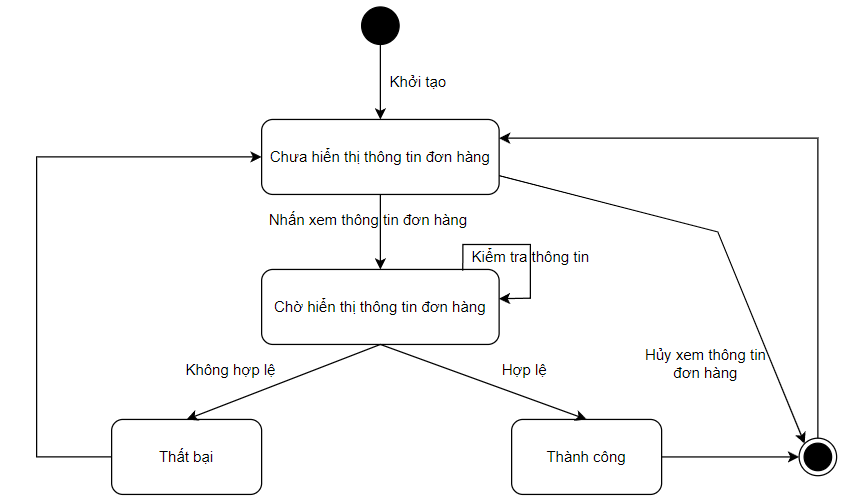 Khởi tạo
Chưa hiển thị thông tin đơn hàng
Nhấn xem thông tin đơn hàng
Kiểm tra thông tin
Chờ hiển thị thông tin đơn hàng
Không hợp lệ
Hợp lệ
Hủy xem thông tin
đơn hàng
Thất bại
Thành công